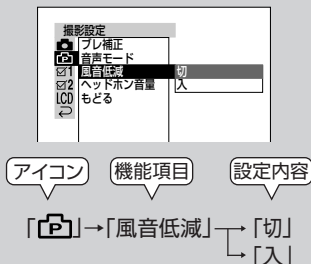 撮影設定
ブレ補正
P 音声モード
1 風音低減 切
2 ヘッドホン音量 入
LCD もどる
アイコン 機能項目 設定内容
「P」→「風音低減」→「切」
→「入」